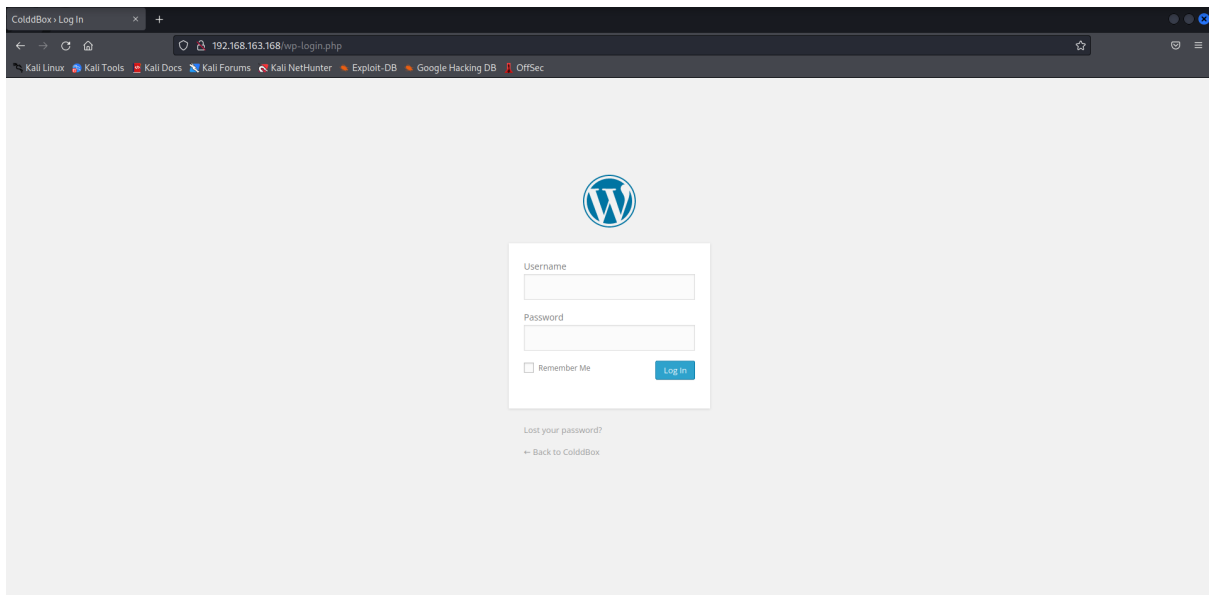 ColddBox › Log In
192.168.163.168/wp-login.php
Kali Linux Kali Tools Kali Docs Kali Forums Kali NetHunter Exploit-DB Google Hacking DB OffSec
Username
Password
Remember Me Log In
Lost your password?
← Back to ColddBox